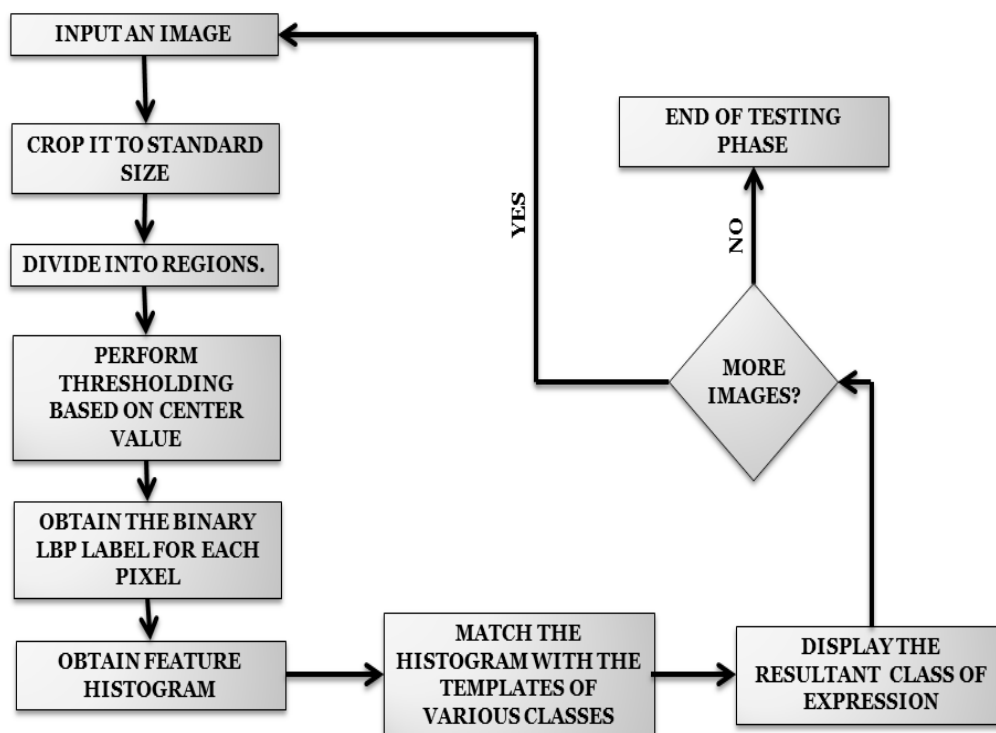 INPUT AN IMAGE
CROP IT TO STANDARD
SIZE
DIVIDE INTO REGIONS.
PERFORM
THRESHOLDING
BASED ON CENTER
VALUE
OBTAIN THE BINARY
LBP LABEL FOR EACH
PIXEL
OBTAIN FEATURE
HISTOGRAM
MATCH THE
HISTOGRAM WITH THE
TEMPLATES OF
VARIOUS CLASSES
DISPLAY THE
RESULTANT CLASS OF
EXPRESSION
MORE
IMAGES?
YES
NO
END OF TESTING
PHASE